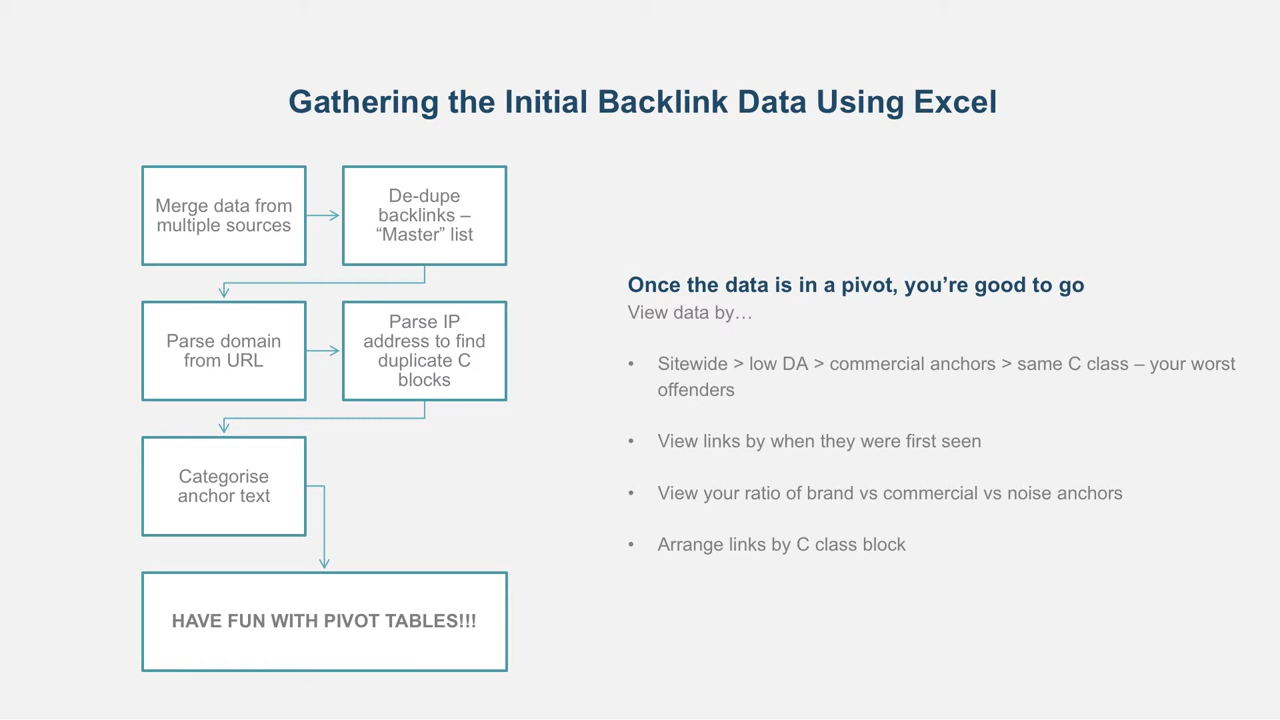 Gathering the Initial Backlink Data Using Excel
Merge data from
multiple sources
De-dupe
backlinks –
“Master” list
Parse domain
from URL
Parse IP
address to find
duplicate C
blocks
Categorise
anchor text
HAVE FUN WITH PIVOT TABLES!!!
Once the data is in a pivot, you’re good to go
View data by…
• Sitewide > low DA > commercial anchors > same C class – your worst
offenders
• View links by when they were first seen
• View your ratio of brand vs commercial vs noise anchors
• Arrange links by C class block